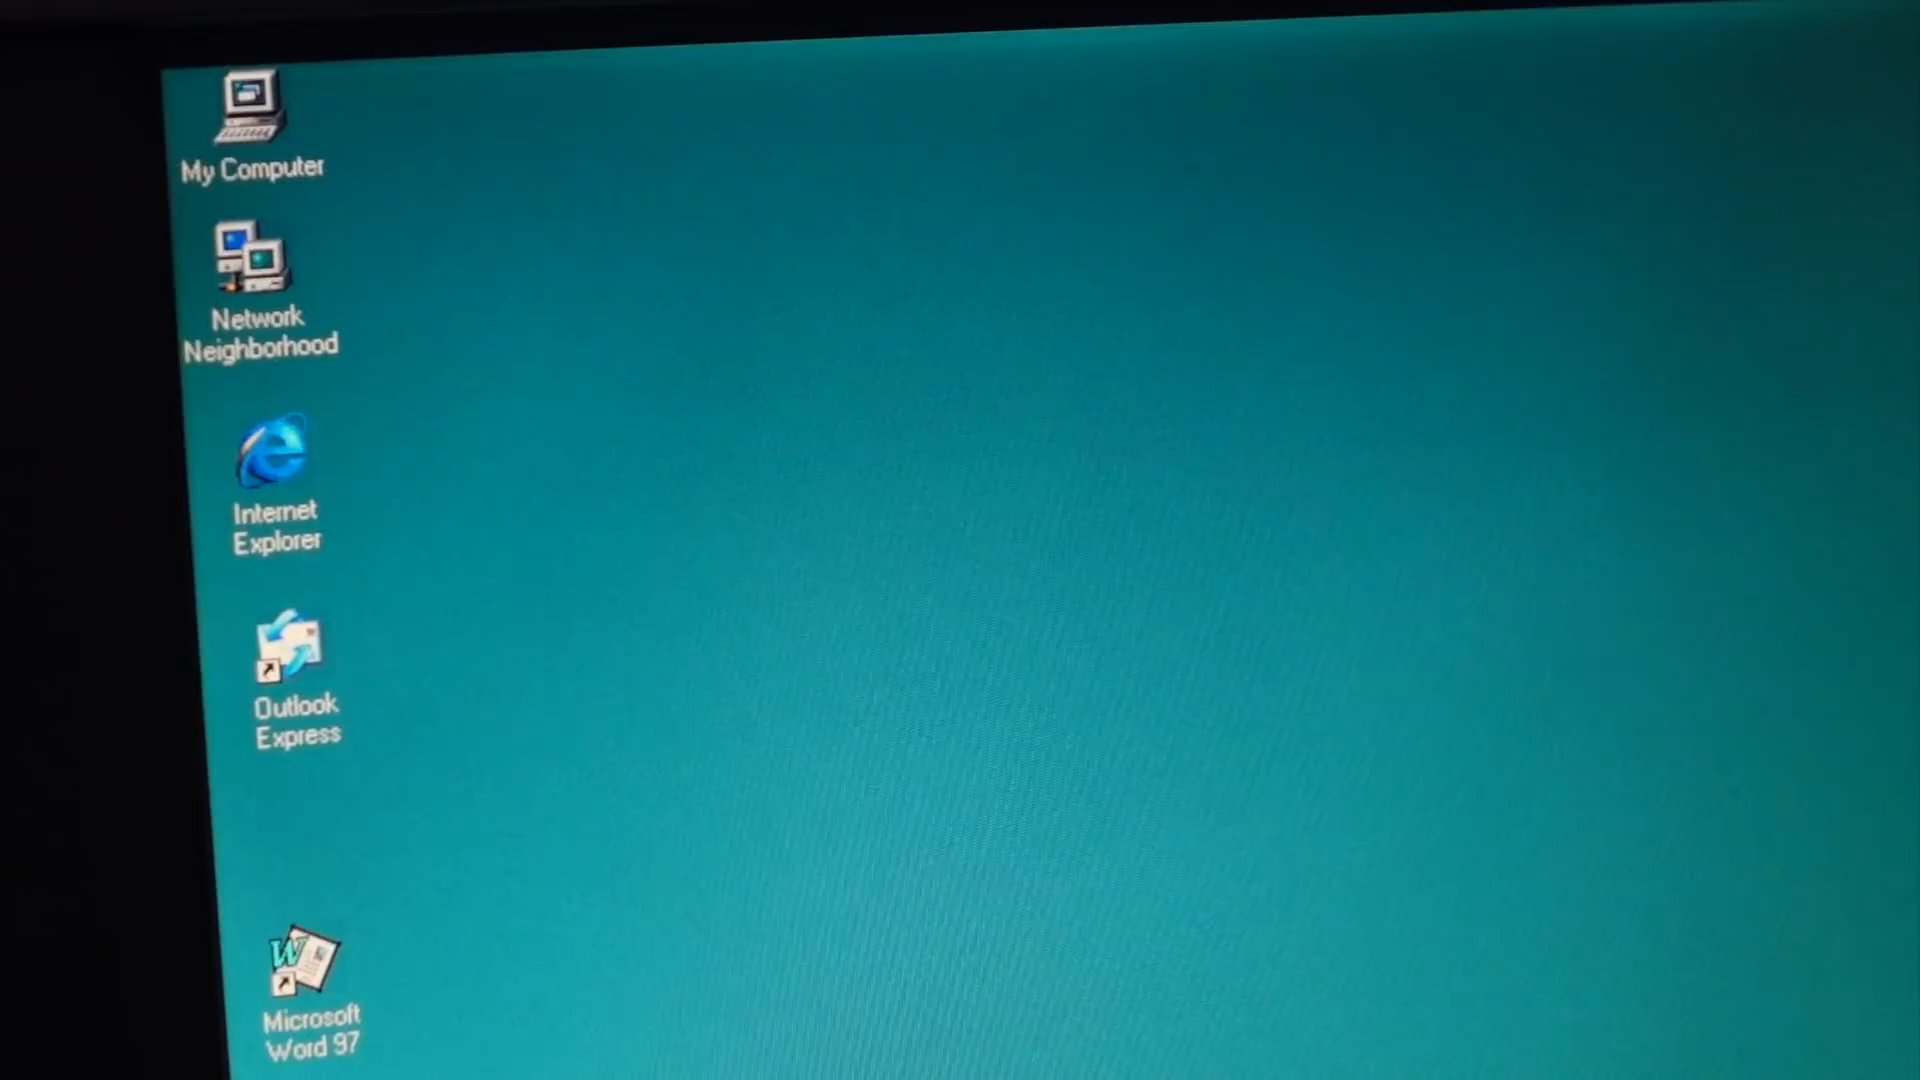 My Computer
Network
Neighborhood
Internet
Explorer
Outlook
Express
Microsoft
Word 97